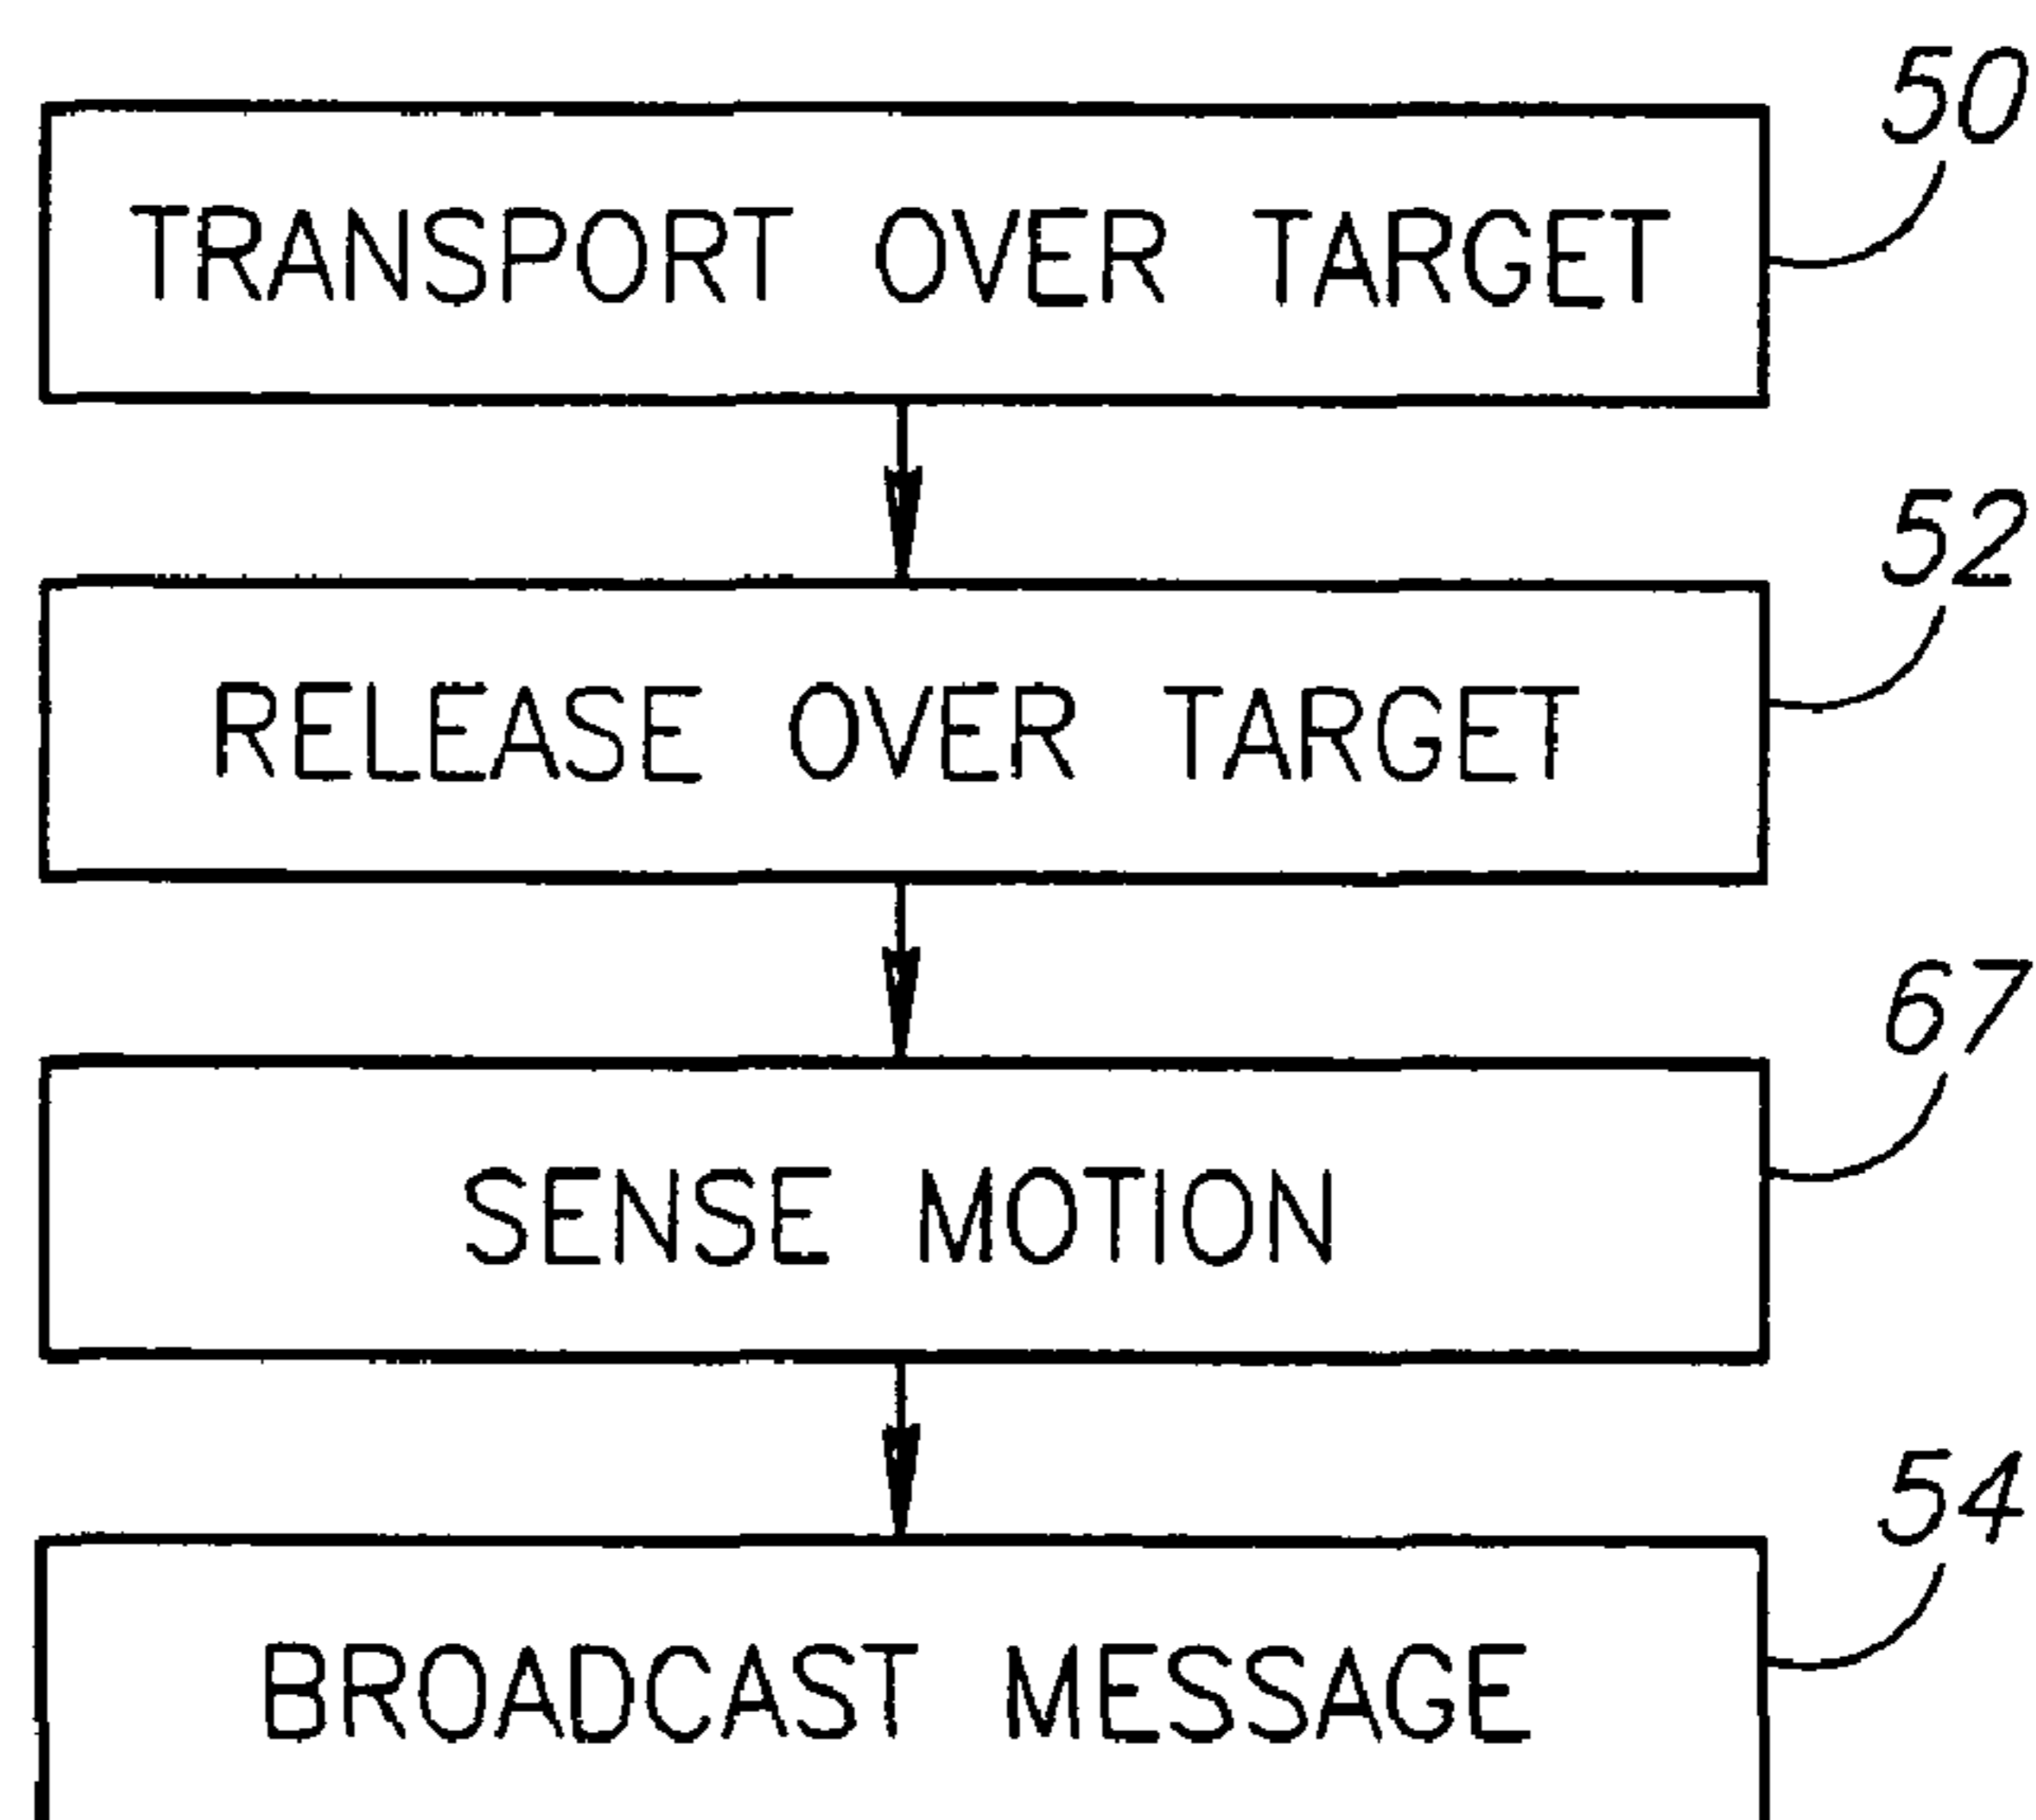 50
TRANSPORT OVER TARGET
52
RELEASE OVER TARGET
67
SENSE MOTION
54
BROADCAST MESSAGE